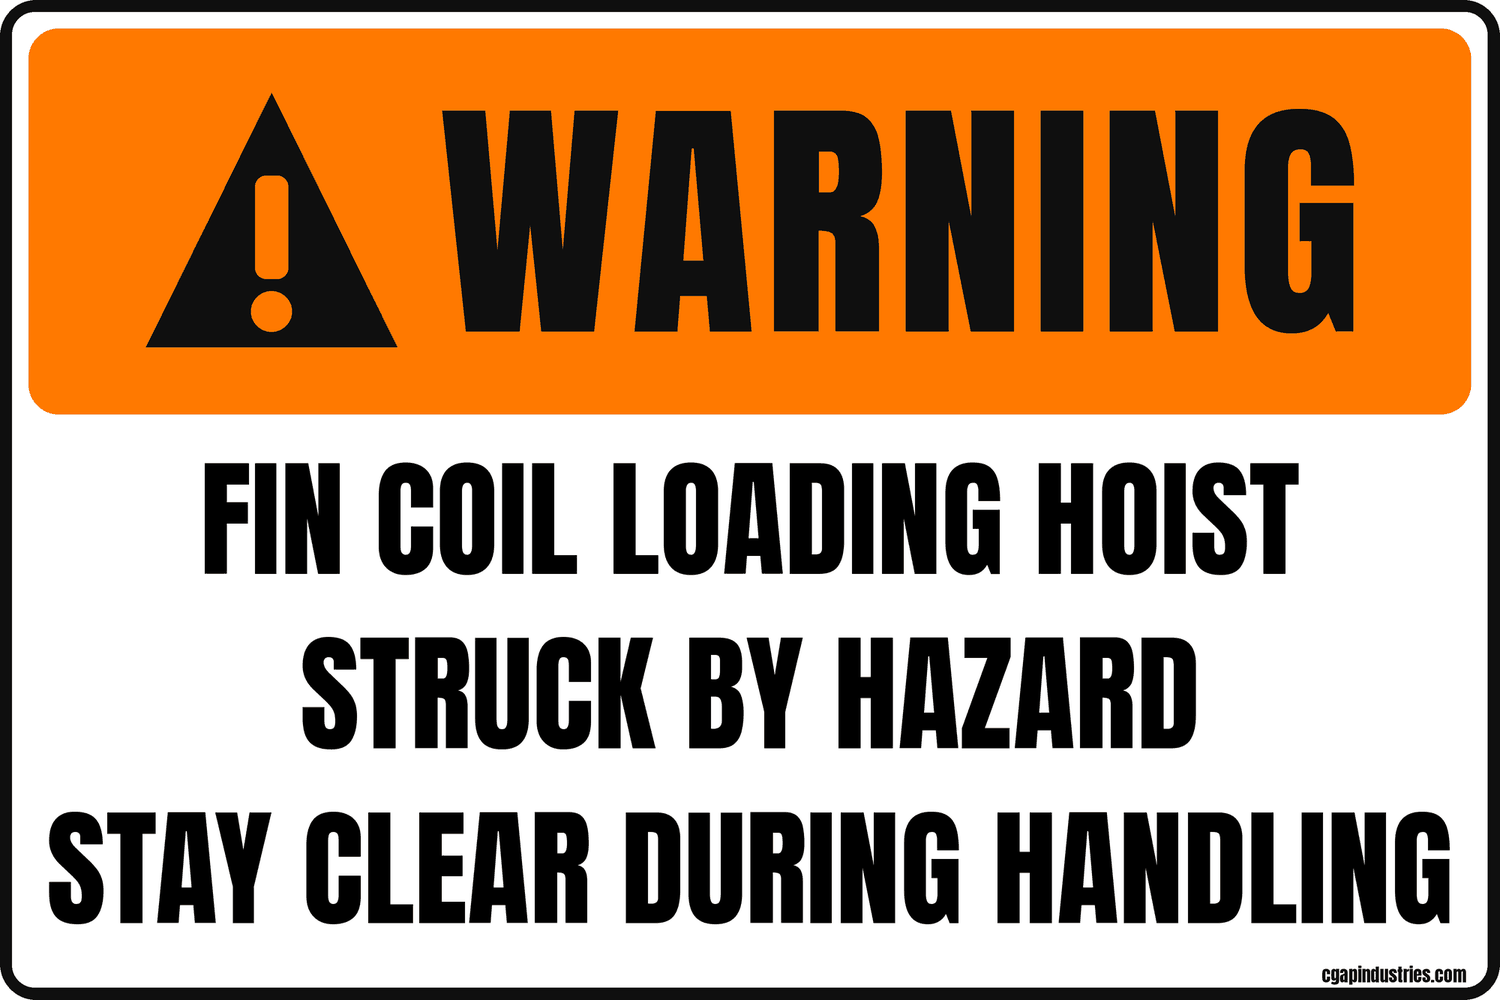 WARNING
FIN COIL LOADING HOIST
STRUCK BY HAZARD
STAY CLEAR DURING HANDLING
cgapindustries.com